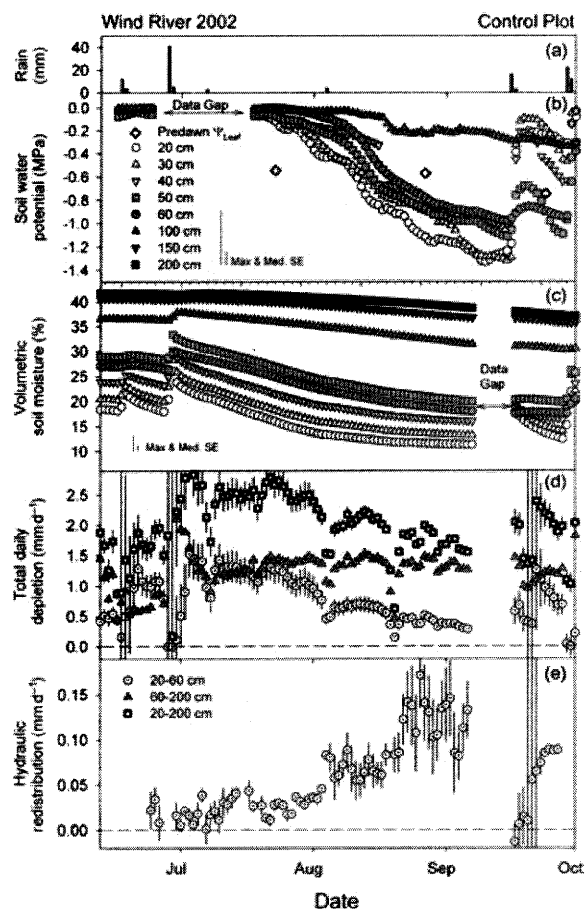 Wind River 2002 Control Plot
(a)
Rain
(mm)
40
20
0
(b)
Data Gap
Soil water
potential (MPa)
0.0
-0.2
-0.4
-0.6
-0.8
-1.0
-1.2
-1.4
Predawn Ψ Leaf
20 cm
30 cm
40 cm
50 cm
60 cm
100 cm
150 cm
200 cm
Max & Med. SE
(c)
Volumetric
soil moisture (%)
40
35
30
25
20
15
10
Data
Gap
Max & Med. SE
(d)
Total daily
depletion (mm d⁻¹)
2.5
2.0
1.5
1.0
0.5
0.0
(e)
Hydraulic
redistribution (mm d⁻¹)
0.15
0.10
0.05
0.00
20-60 cm
60-200 cm
20-200 cm
Jul Aug Sep Oct
Date